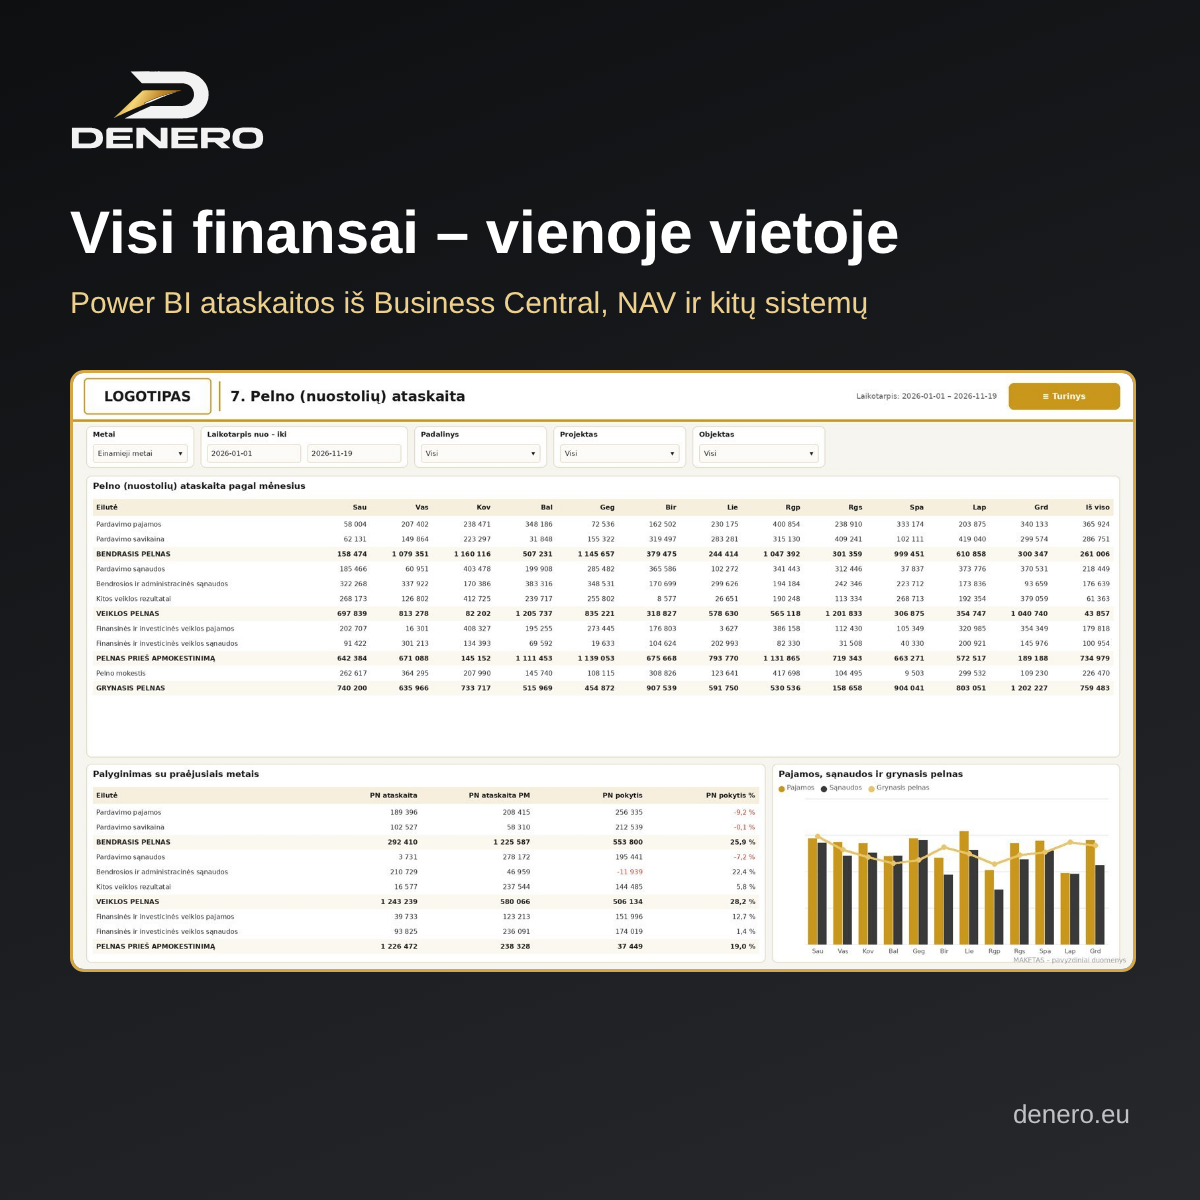 DENERO
Visi finansai – vienoje vietoje
Power BI ataskaitos iš Business Central, NAV ir kitų sistemų
LOGOTIPAS
7. Pelno (nuostolių) ataskaita
Laikotarpis: 2026-01-01 – 2026-11-19
≡ Turinys
Metai Laikotarpis nuo - iki Padalinys Projektas Objektas
Einamieji metai ▾ 2026-01-01 2026-11-19 Visi ▾ Visi ▾ Visi ▾
Pelno (nuostolių) ataskaita pagal mėnesius
Eilutė Sau Vas Kov Bal Geg Bir Lie Rgp Rgs Spa Lap Grd Iš viso
Pardavimo pajamos 58 004 207 402 238 471 348 186 72 536 162 502 230 175 400 854 238 910 333 174 203 875 340 133 365 924
Pardavimo savikaina 62 131 149 864 223 297 31 848 155 322 319 497 283 281 315 130 409 241 102 111 419 040 299 574 286 751
BENDRASIS PELNAS 158 474 1 079 351 1 160 116 507 231 1 145 657 379 475 244 414 1 047 392 301 359 999 451 610 858 300 347 261 006
Pardavimo sąnaudos 185 466 60 951 403 478 199 908 285 482 365 586 102 272 341 443 312 446 37 837 373 776 370 531 218 449
Bendrosios ir administracinės sąnaudos 322 268 337 922 170 386 383 316 348 531 170 699 299 626 194 184 242 346 223 712 173 836 93 659 176 639
Kitos veiklos rezultatai 268 173 126 802 412 725 239 717 255 802 8 577 26 651 190 248 113 334 268 713 192 354 379 059 61 363
VEIKLOS PELNAS 697 839 813 278 82 202 1 205 737 835 221 318 827 578 630 565 118 1 201 833 306 875 354 747 1 040 740 43 857
Finansinės ir investicinės veiklos pajamos 202 707 16 301 408 327 195 255 273 445 176 803 3 627 386 158 112 430 105 349 320 985 354 349 179 818
Finansinės ir investicinės veiklos sąnaudos 91 422 301 213 134 393 69 592 19 633 104 624 202 993 82 330 31 508 40 330 200 921 145 976 100 954
PELNAS PRIEŠ APMOKESTINIMĄ 642 384 671 088 145 152 1 111 453 1 139 053 675 668 793 770 1 131 865 719 343 663 271 572 517 189 188 734 979
Pelno mokestis 262 617 364 295 207 990 145 740 108 115 308 826 123 641 417 698 104 495 9 503 299 532 109 230 226 470
GRYNASIS PELNAS 740 200 635 966 733 717 515 969 454 872 907 539 591 750 530 536 158 658 904 041 803 051 1 202 227 759 483
Palyginimas su praėjusiais metais
Eilutė PN ataskaita PN ataskaita PM PN pokytis PN pokytis %
Pardavimo pajamos 189 396 208 415 256 335 -9,2 %
Pardavimo savikaina 102 527 58 310 212 539 -0,1 %
BENDRASIS PELNAS 292 410 1 225 587 553 800 25,9 %
Pardavimo sąnaudos 3 731 278 172 195 441 -7,2 %
Bendrosios ir administracinės sąnaudos 210 729 46 959 -11 939 22,4 %
Kitos veiklos rezultatai 16 577 237 544 144 485 5,8 %
VEIKLOS PELNAS 1 243 239 580 066 506 134 28,2 %
Finansinės ir investicinės veiklos pajamos 39 733 123 213 151 996 12,7 %
Finansinės ir investicinės veiklos sąnaudos 93 825 236 091 174 019 1,4 %
PELNAS PRIEŠ APMOKESTINIMĄ 1 226 472 238 328 37 449 19,0 %
Pajamos, sąnaudos ir grynasis pelnas
Pajamos Sąnaudos Grynasis pelnas
Sau Vas Kov Bal Geg Bir Lie Rgp Rgs Spa Lap Grd
MAKETAS – pavyzdiniai duomenys
denero.eu